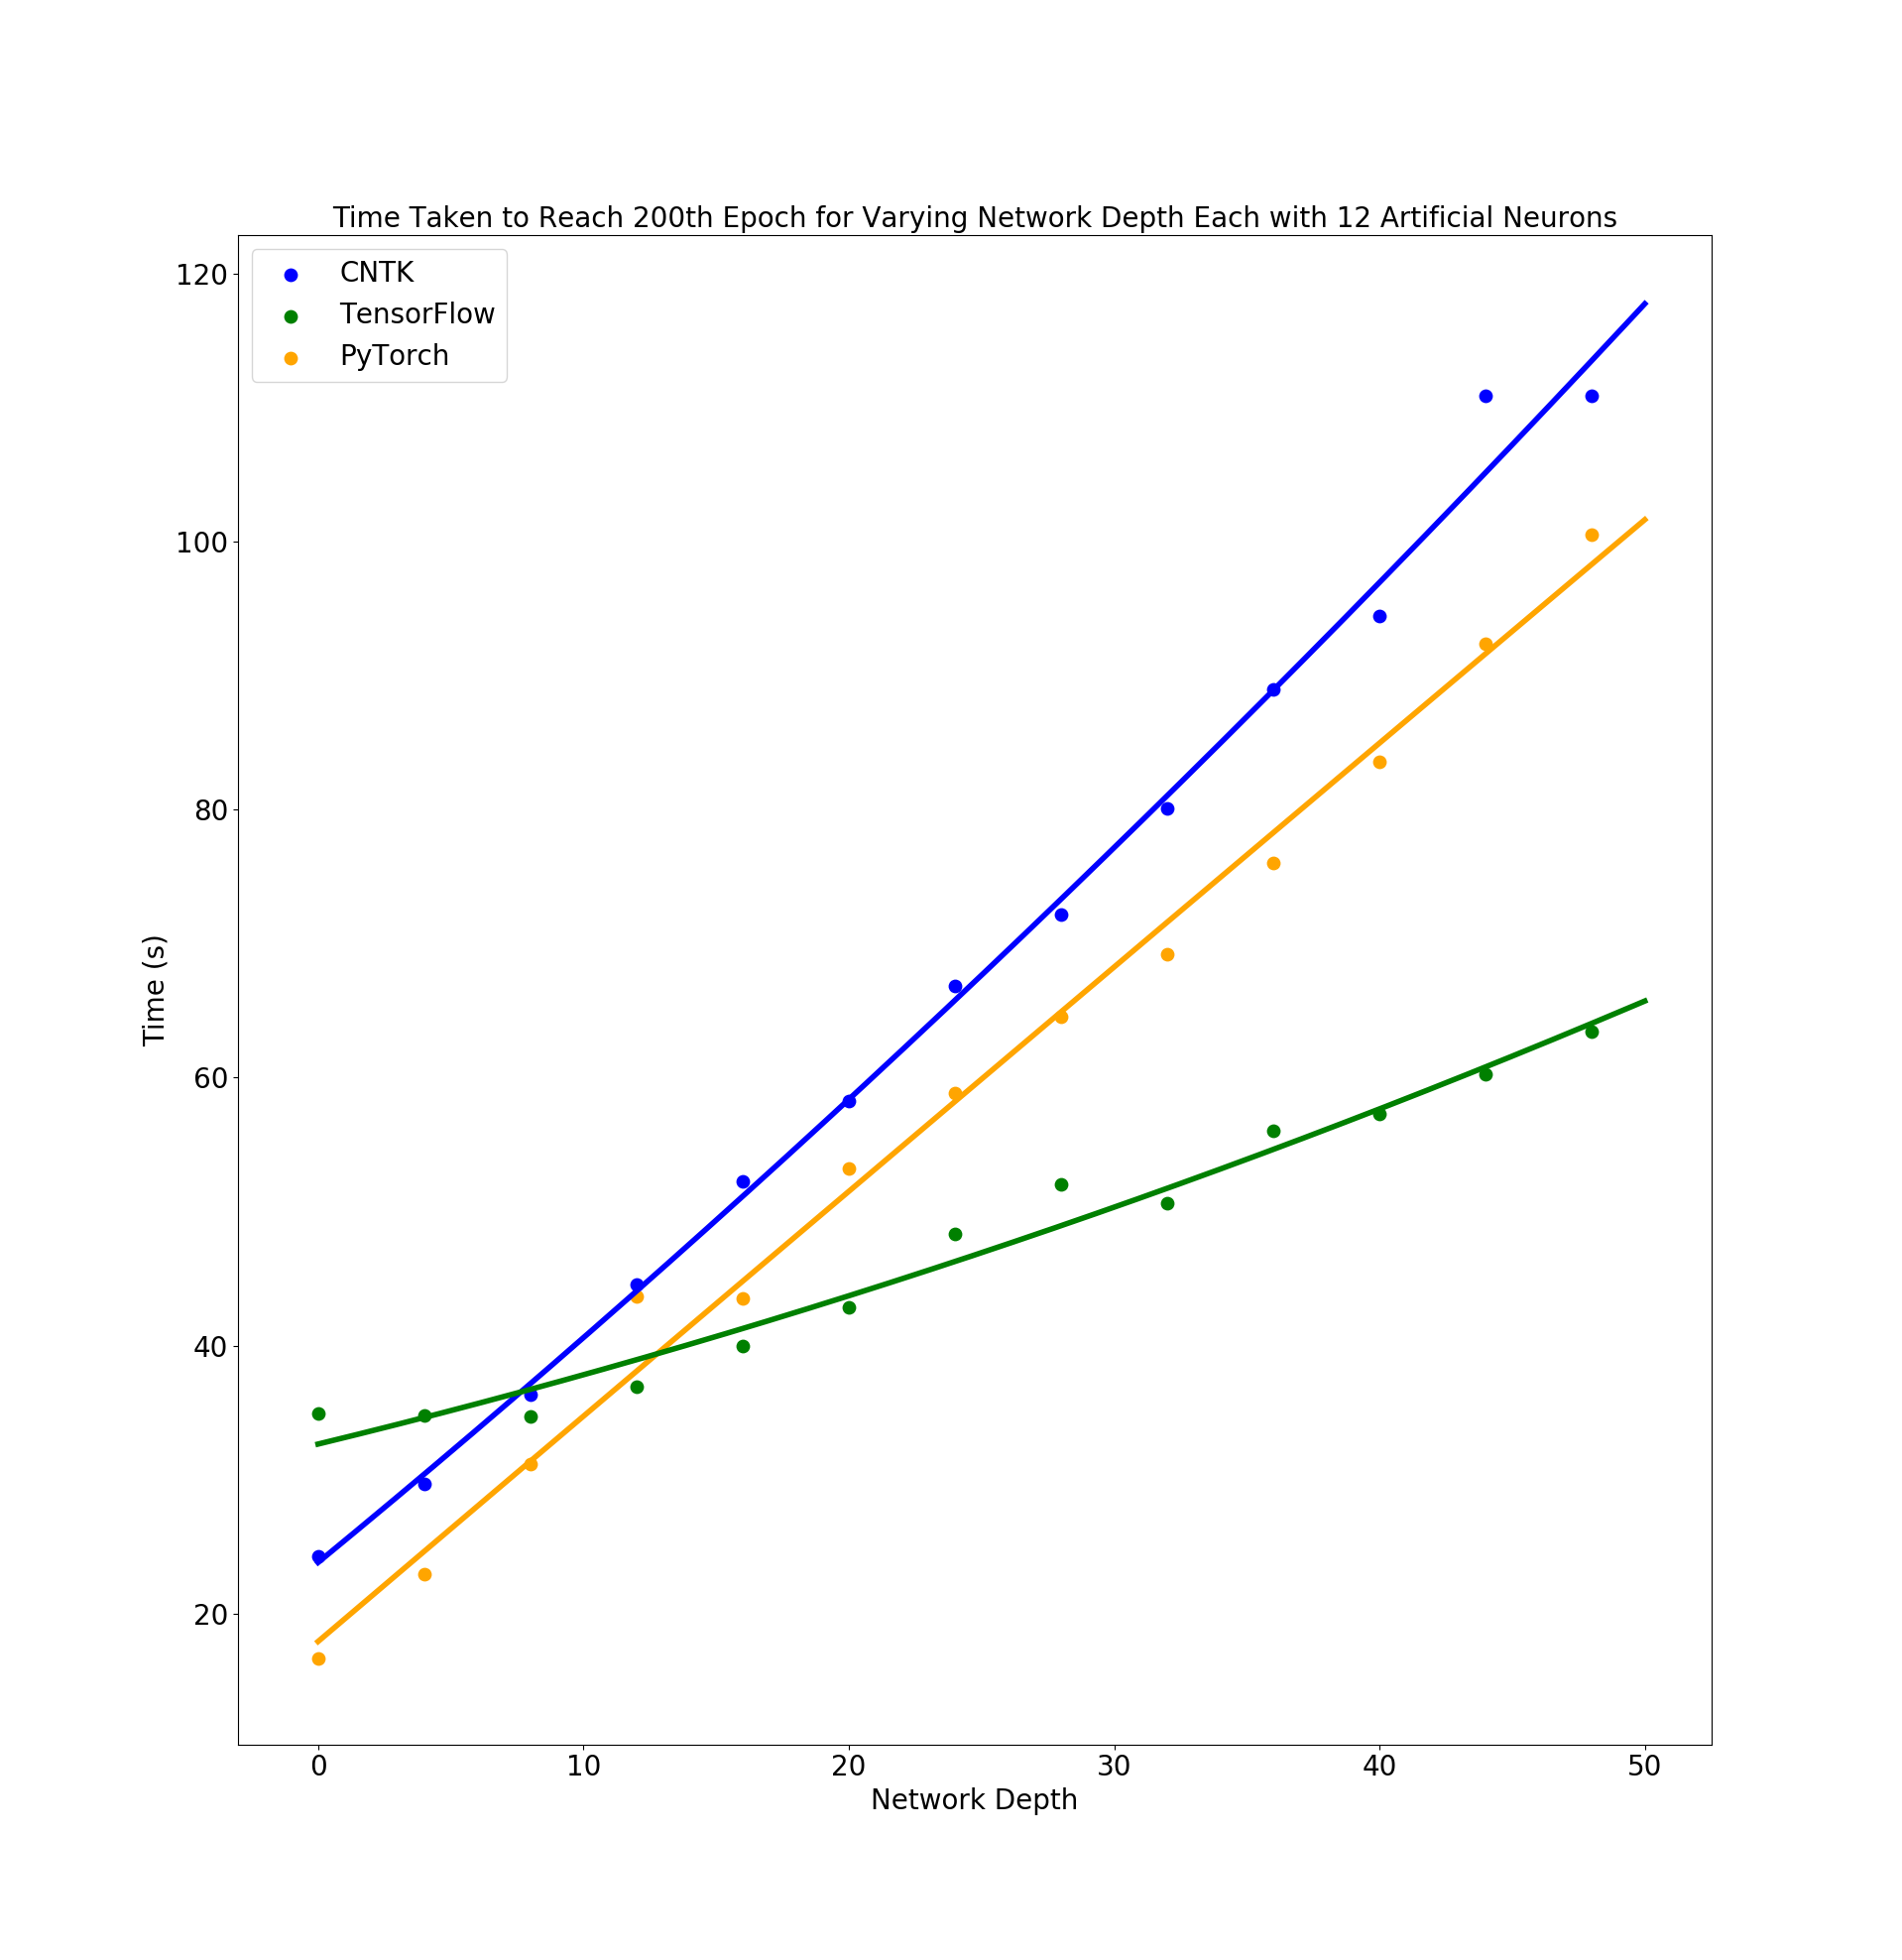 Time Taken to Reach 200th Epoch for Varying Network Depth Each with 12 Artificial Neurons
CNTK
TensorFlow
PyTorch
120
100
80
60
40
20
Time (s)
0 10 20 30 40 50
Network Depth